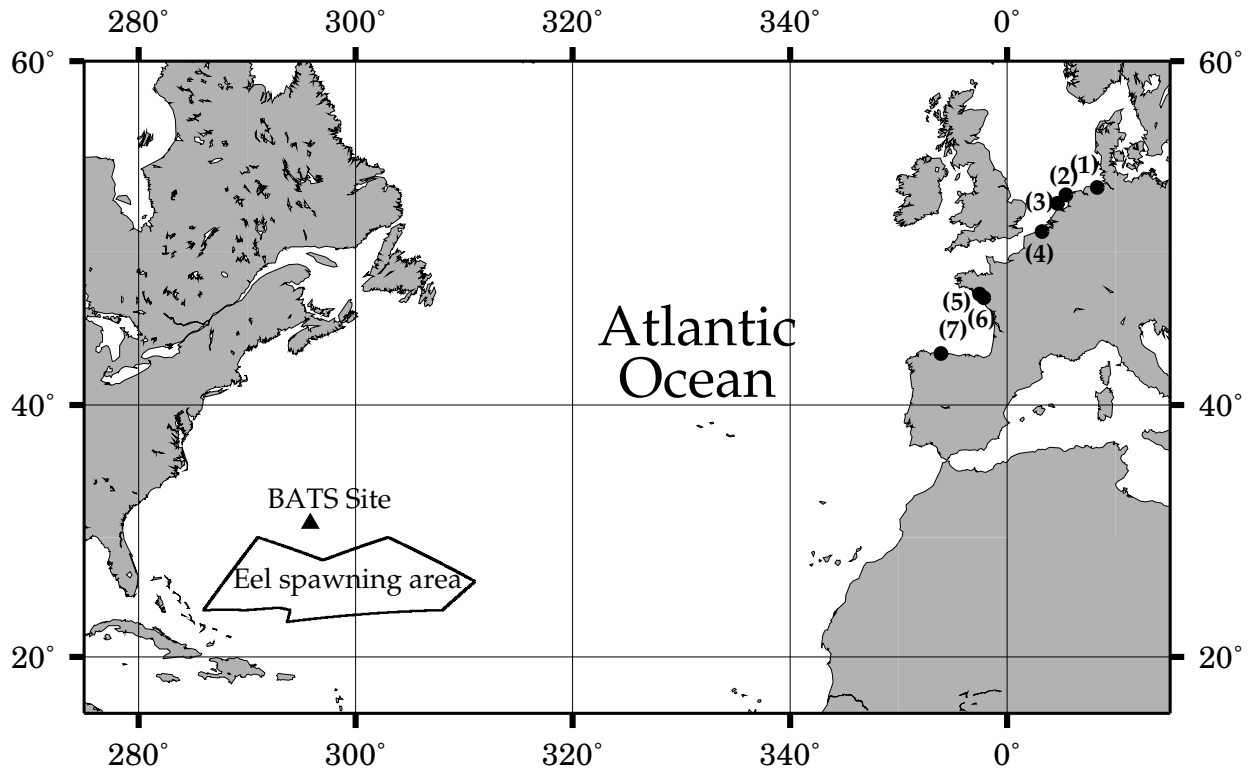 280° 300° 320° 340° 0°
60° 60°
(1)
(2)
(3)
(4)
(5)
(6)
(7)
Atlantic
Ocean
40° 40°
BATS Site
Eel spawning area
20° 20°
280° 300° 320° 340° 0°